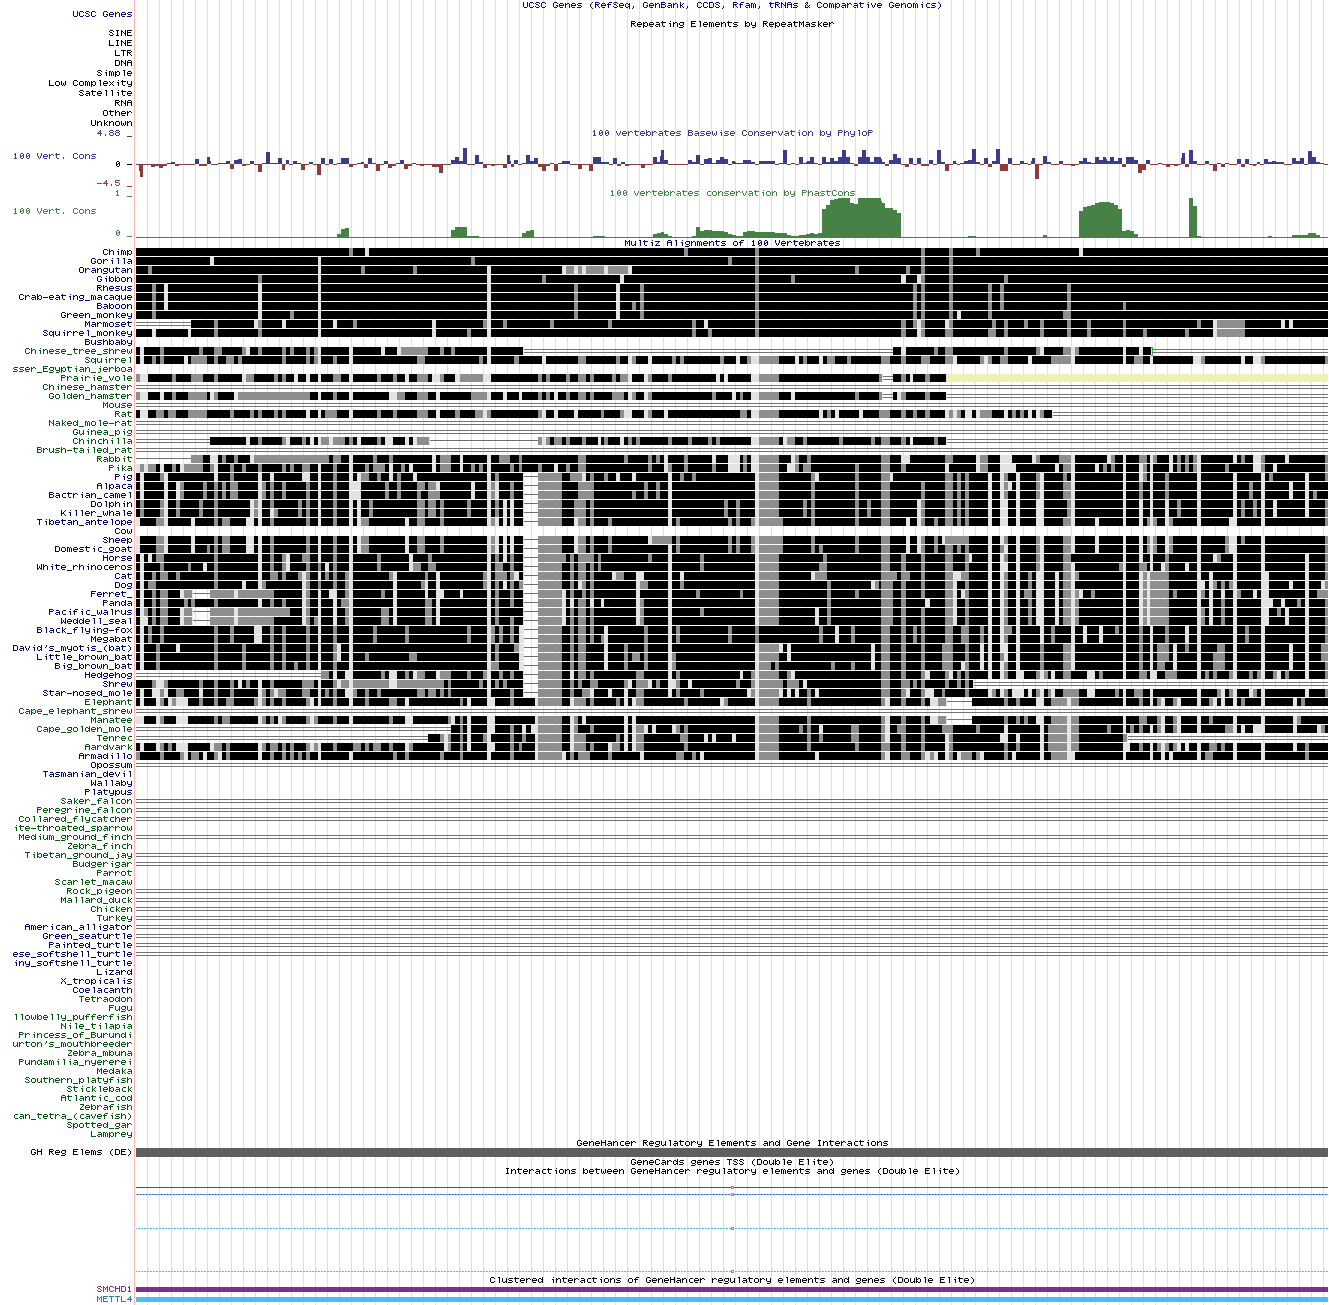 UCSC Genes (RefSeq, GenBank, CCDS, Rfam, tRNAs & Comparative Genomics)
UCSC Genes
Repeating Elements by RepeatMasker
SINE
LINE
LTR
DNA
Simple
Low Complexity
Satellite
RNA
Other
Unknown
4.88 _
100 vertebrates Basewise Conservation by PhyloP
100 Vert. Cons
0 _
-4.5 _
1 _
100 vertebrates conservation by PhastCons
100 Vert. Cons
0 _
Multiz Alignments of 100 Vertebrates
Chimp
Gorilla
Orangutan
Gibbon
Rhesus
Crab-eating_macaque
Baboon
Green_monkey
Marmoset
Squirrel_monkey
Bushbaby
Chinese_tree_shrew
Squirrel
sser_Egyptian_jerboa
Prairie_vole
Chinese_hamster
Golden_hamster
Mouse
Rat
Naked_mole-rat
Guinea_pig
Chinchilla
Brush-tailed_rat
Rabbit
Pika
Pig
Alpaca
Bactrian_camel
Dolphin
Killer_whale
Tibetan_antelope
Cow
Sheep
Domestic_goat
Horse
White_rhinoceros
Cat
Dog
Ferret_
Panda
Pacific_walrus
Weddell_seal
Black_flying-fox
Megabat
David's_myotis_(bat)
Little_brown_bat
Big_brown_bat
Hedgehog
Shrew
Star-nosed_mole
Elephant
Cape_elephant_shrew
Manatee
Cape_golden_mole
Tenrec
Aardvark
Armadillo
Opossum
Tasmanian_devil
Wallaby
Platypus
Saker_falcon
Peregrine_falcon
Collared_flycatcher
ite-throated_sparrow
Medium_ground_finch
Zebra_finch
Tibetan_ground_jay
Budgerigar
Parrot
Scarlet_macaw
Rock_pigeon
Mallard_duck
Chicken
Turkey
American_alligator
Green_seaturtle
Painted_turtle
ese_softshell_turtle
iny_softshell_turtle
Lizard
X_tropicalis
Coelacanth
Tetraodon
Fugu
llowbelly_pufferfish
Nile_tilapia
Princess_of_Burundi
urton's_mouthbreeder
Zebra_mbuna
Pundamilia_nyererei
Medaka
Southern_platyfish
Stickleback
Atlantic_cod
Zebrafish
can_tetra_(cavefish)
Spotted_gar
Lamprey
GeneHancer Regulatory Elements and Gene Interactions
GH Reg Elems (DE)
GeneCards genes TSS (Double Elite)
Interactions between GeneHancer regulatory elements and genes (Double Elite)
Clustered interactions of GeneHancer regulatory elements and genes (Double Elite)
SMCHD1
METTL4